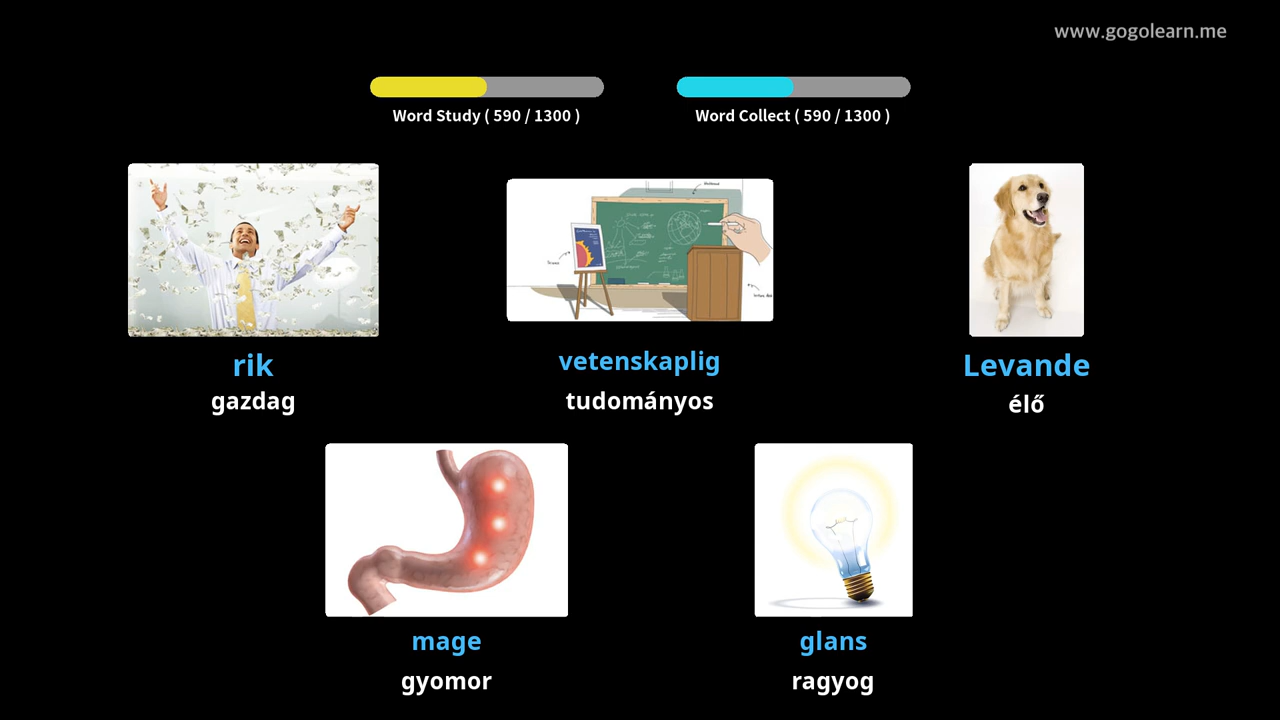 www.gogolearn.me
Word Study ( 590 / 1300 )
Word Collect ( 590 / 1300 )
rik
gazdag
vetenskaplig
tudományos
Levande
élő
mage
gyomor
glans
ragyog